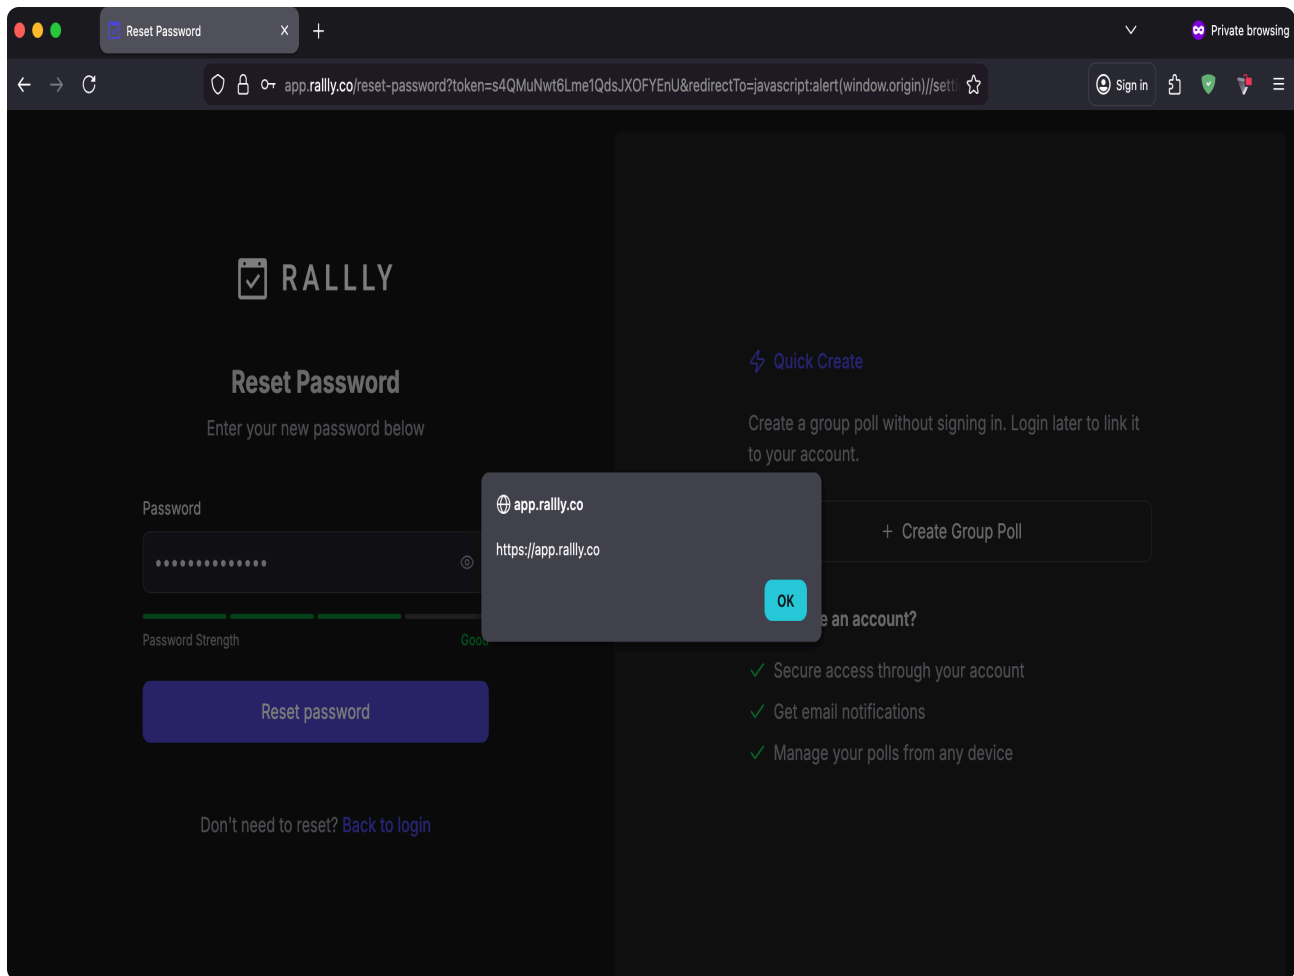 Reset Password
Private browsing
app.rallly.co/reset-password?token=s4QMuNwt6Lme1QdsJXOFYEnU&redirectTo=javascript:alert(window.origin)//setti
Sign in
RALLLY
Reset Password
Enter your new password below
Password
Password Strength
Good
Reset password
Don't need to reset? Back to login
Quick Create
Create a group poll without signing in. Login later to link it
to your account.
+ Create Group Poll
e an account?
Secure access through your account
Get email notifications
Manage your polls from any device
app.rallly.co
https://app.rallly.co
OK